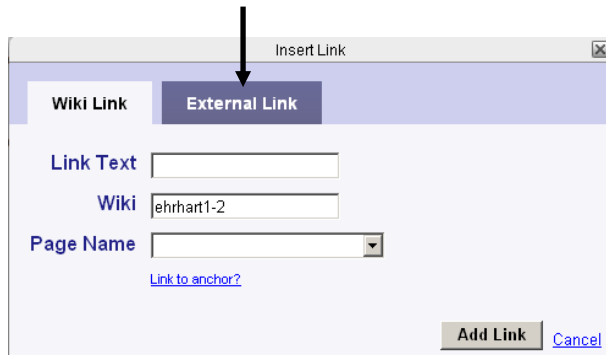 Insert Link
Wiki Link External Link
Link Text
Wiki ehrhart1-2
Page Name
Link to anchor?
Add Link Cancel